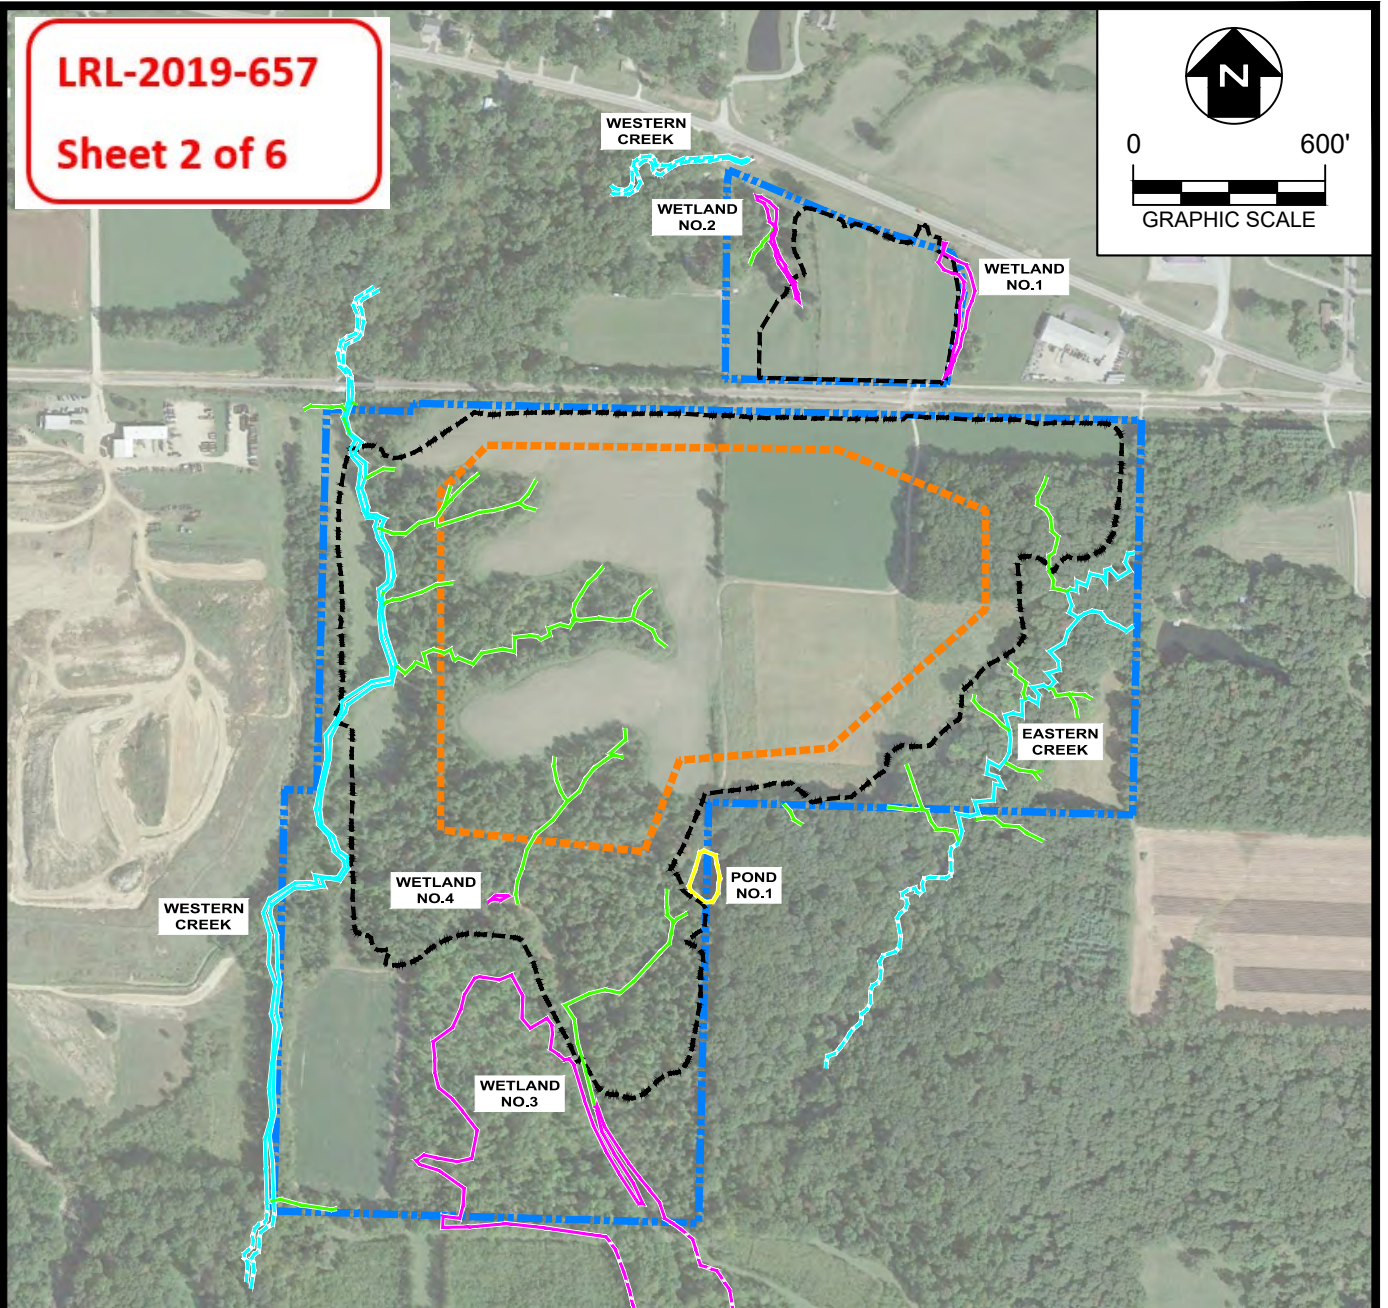 LRL-2019-657
Sheet 2 of 6
N
0 600'
GRAPHIC SCALE
WESTERN
CREEK
WETLAND
NO.2
WETLAND
NO.1
EASTERN
CREEK
WETLAND
NO.4
POND
NO.1
WESTERN
CREEK
WETLAND
NO.3